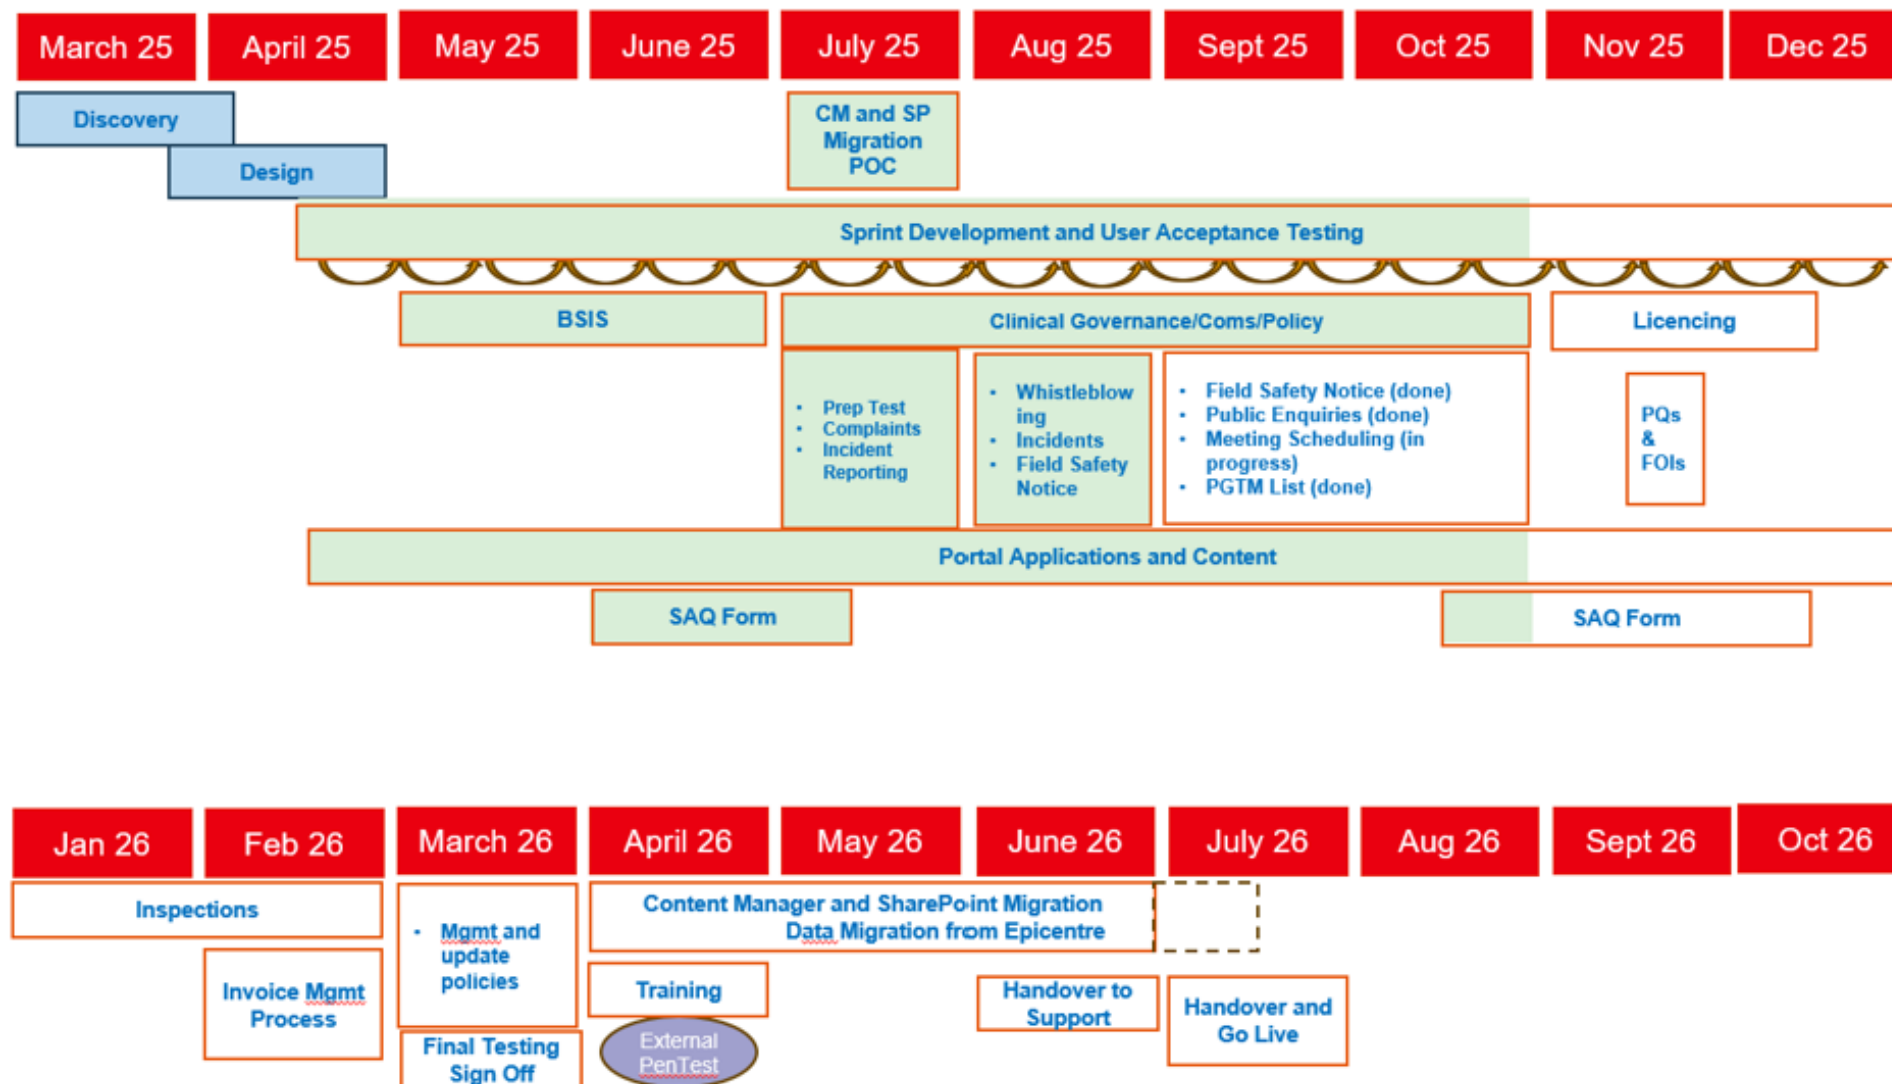 March 25
April 25
May 25
June 25
July 25
Aug 25
Sept 25
Oct 25
Nov 25
Dec 25
Discovery
Design
CM and SP
Migration
POC
Sprint Development and User Acceptance Testing
BSIS
Clinical Governance/Coms/Policy
Licencing
• Prep Test
• Complaints
• Incident
Reporting
• Whistleblow
ing
• Incidents
• Field Safety
Notice
• Field Safety Notice (done)
• Public Enquiries (done)
• Meeting Scheduling (in
progress)
• PGTM List (done)
PQs
&
FOIs
Portal Applications and Content
SAQ Form
SAQ Form
Jan 26
Feb 26
March 26
April 26
May 26
June 26
July 26
Aug 26
Sept 26
Oct 26
Inspections
Invoice Mgmt
Process
• Mgmt and
update
policies
Final Testing
Sign Off
Content Manager and SharePoint Migration
Data Migration from Epicentre
Training
External
PenTest
Handover to
Support
Handover and
Go Live